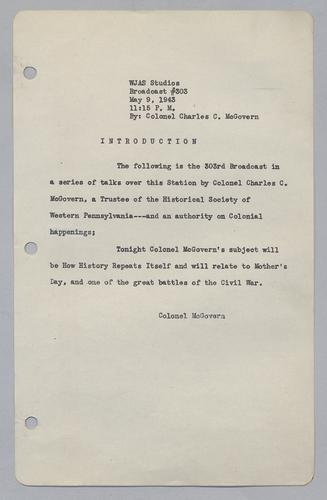 WJAS Studios
Broadcast #303
May 9, 1943
11:15 P. M.
By: Colonel Charles C. McGovern
I N T R O D U C T I O N
The following is the 303rd Broadcast in
a series of talks over this Station by Colonel Charles C.
McGovern, a Trustee of the Historical Society of
Western Pennsylvania---and an authority on Colonial
happenings;
Tonight Colonel McGovern's subject will
be How History Repeats Itself and will relate to Mother's
Day, and one of the great battles of the Civil War.
Colonel McGovern